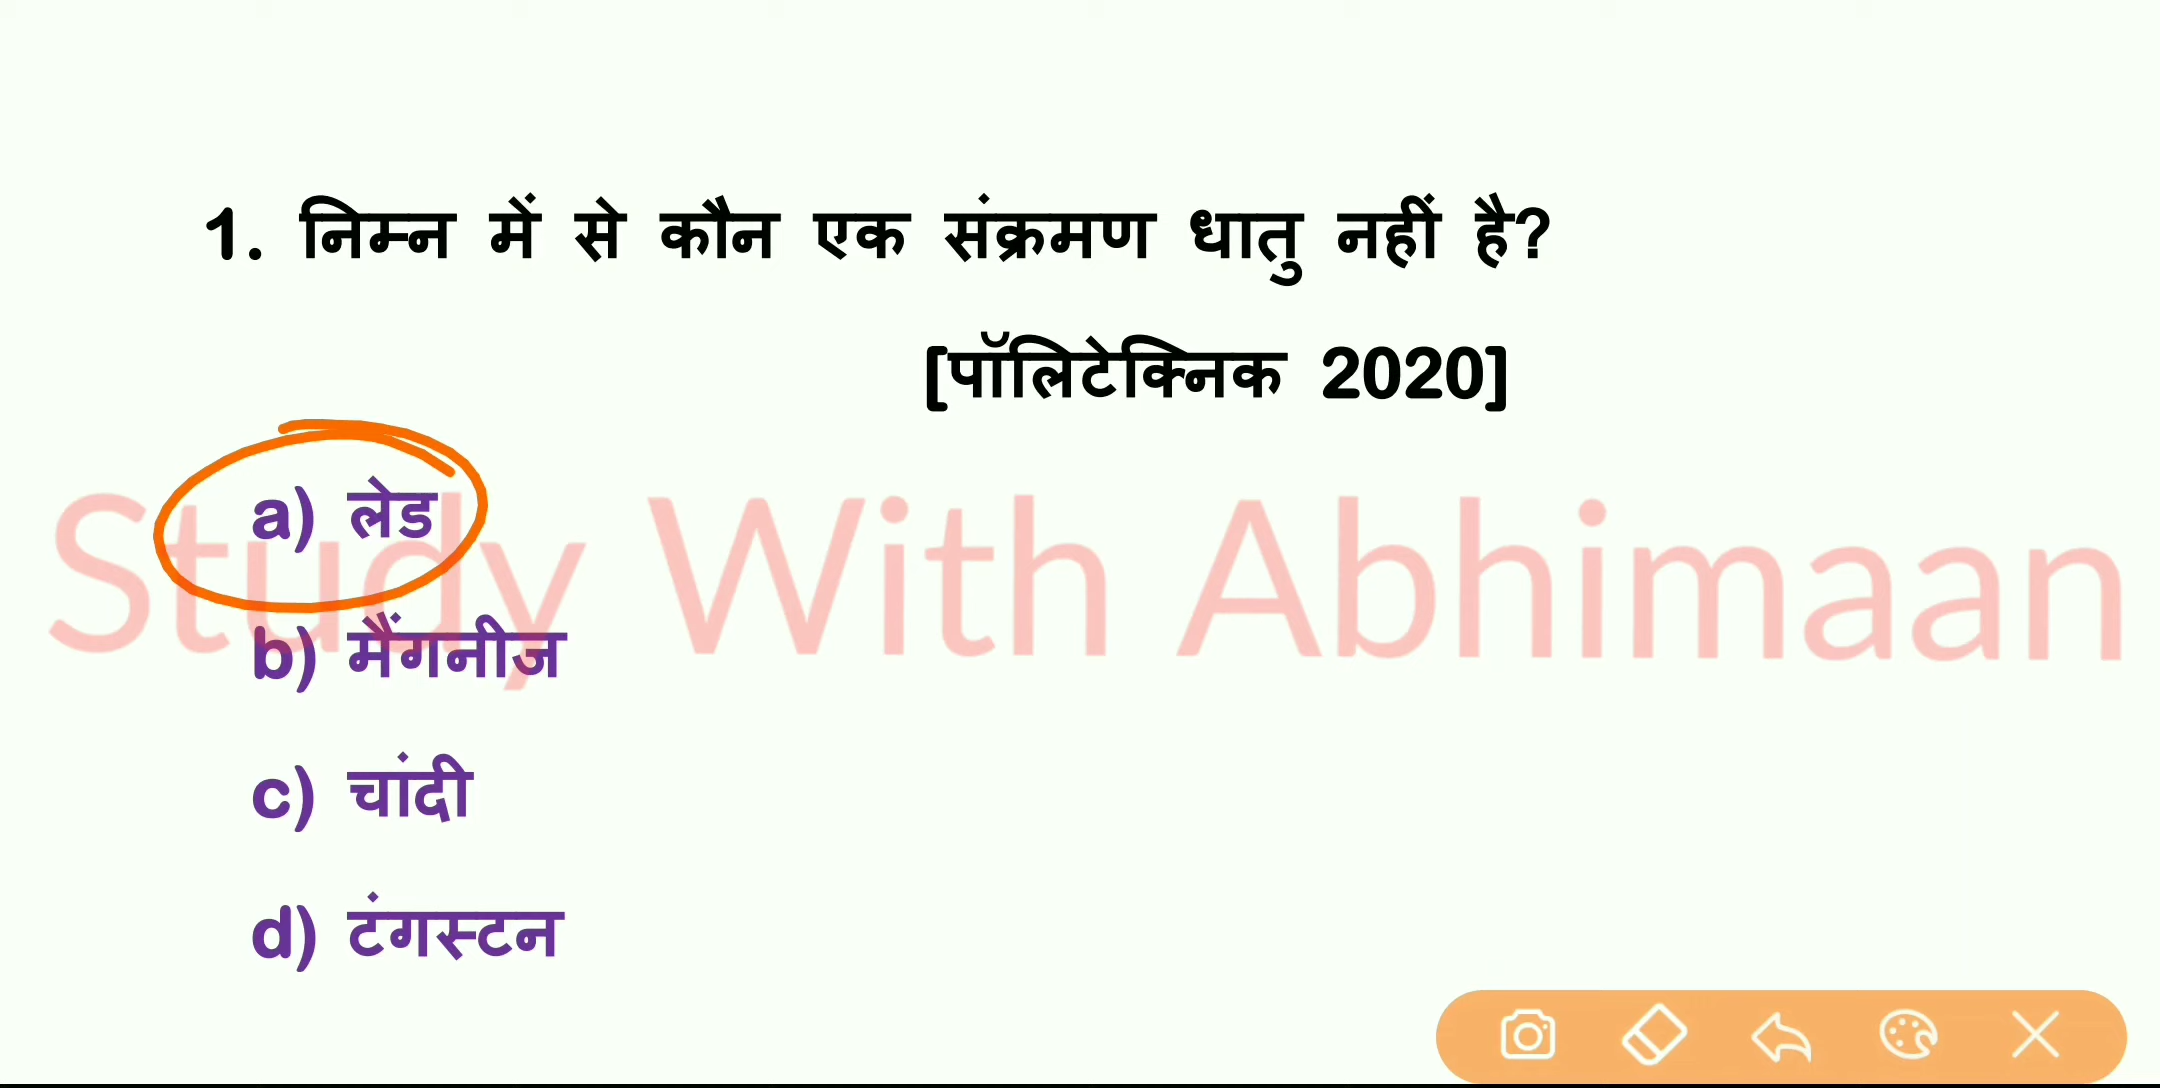 1. निम्न में से कौन एक संक्रमण धातु नहीं है?
[पॉलिटेक्निक 2020]
a) लेड
Study With Abhimaan
b) मैंगनीज
c) चांदी
d) टंगस्टन